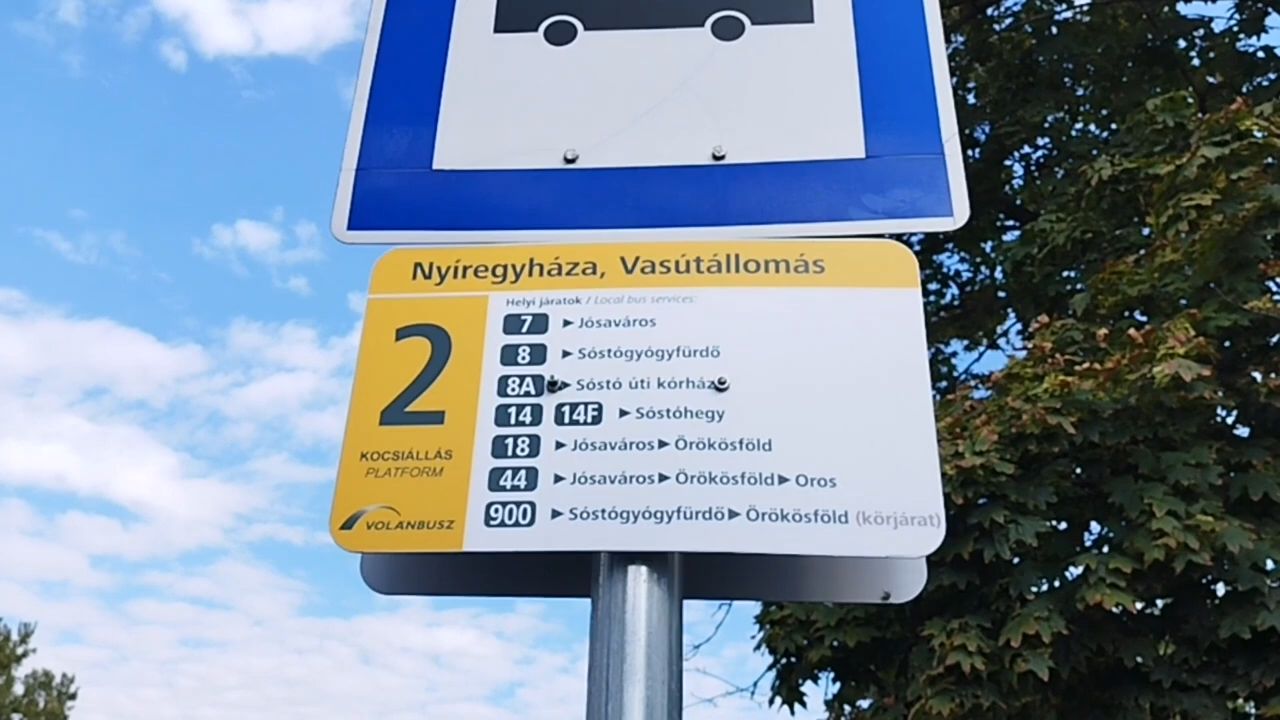 Nyíregyháza, Vasútállomás
2
KOCSIÁLLÁS
PLATFORM
VOLÁNBUSZ
Helyi járatok / Local bus services:
7 ►Jósaváros
8 ►Sóstógyógyfürdő
8A ►Sóstó úti kórház
14 14F ►Sóstóhegy
18 ►Jósaváros►Örökösföld
44 ►Jósaváros►Örökösföld►Oros
900 ►Sóstógyógyfürdő►Örökösföld (körjárat)